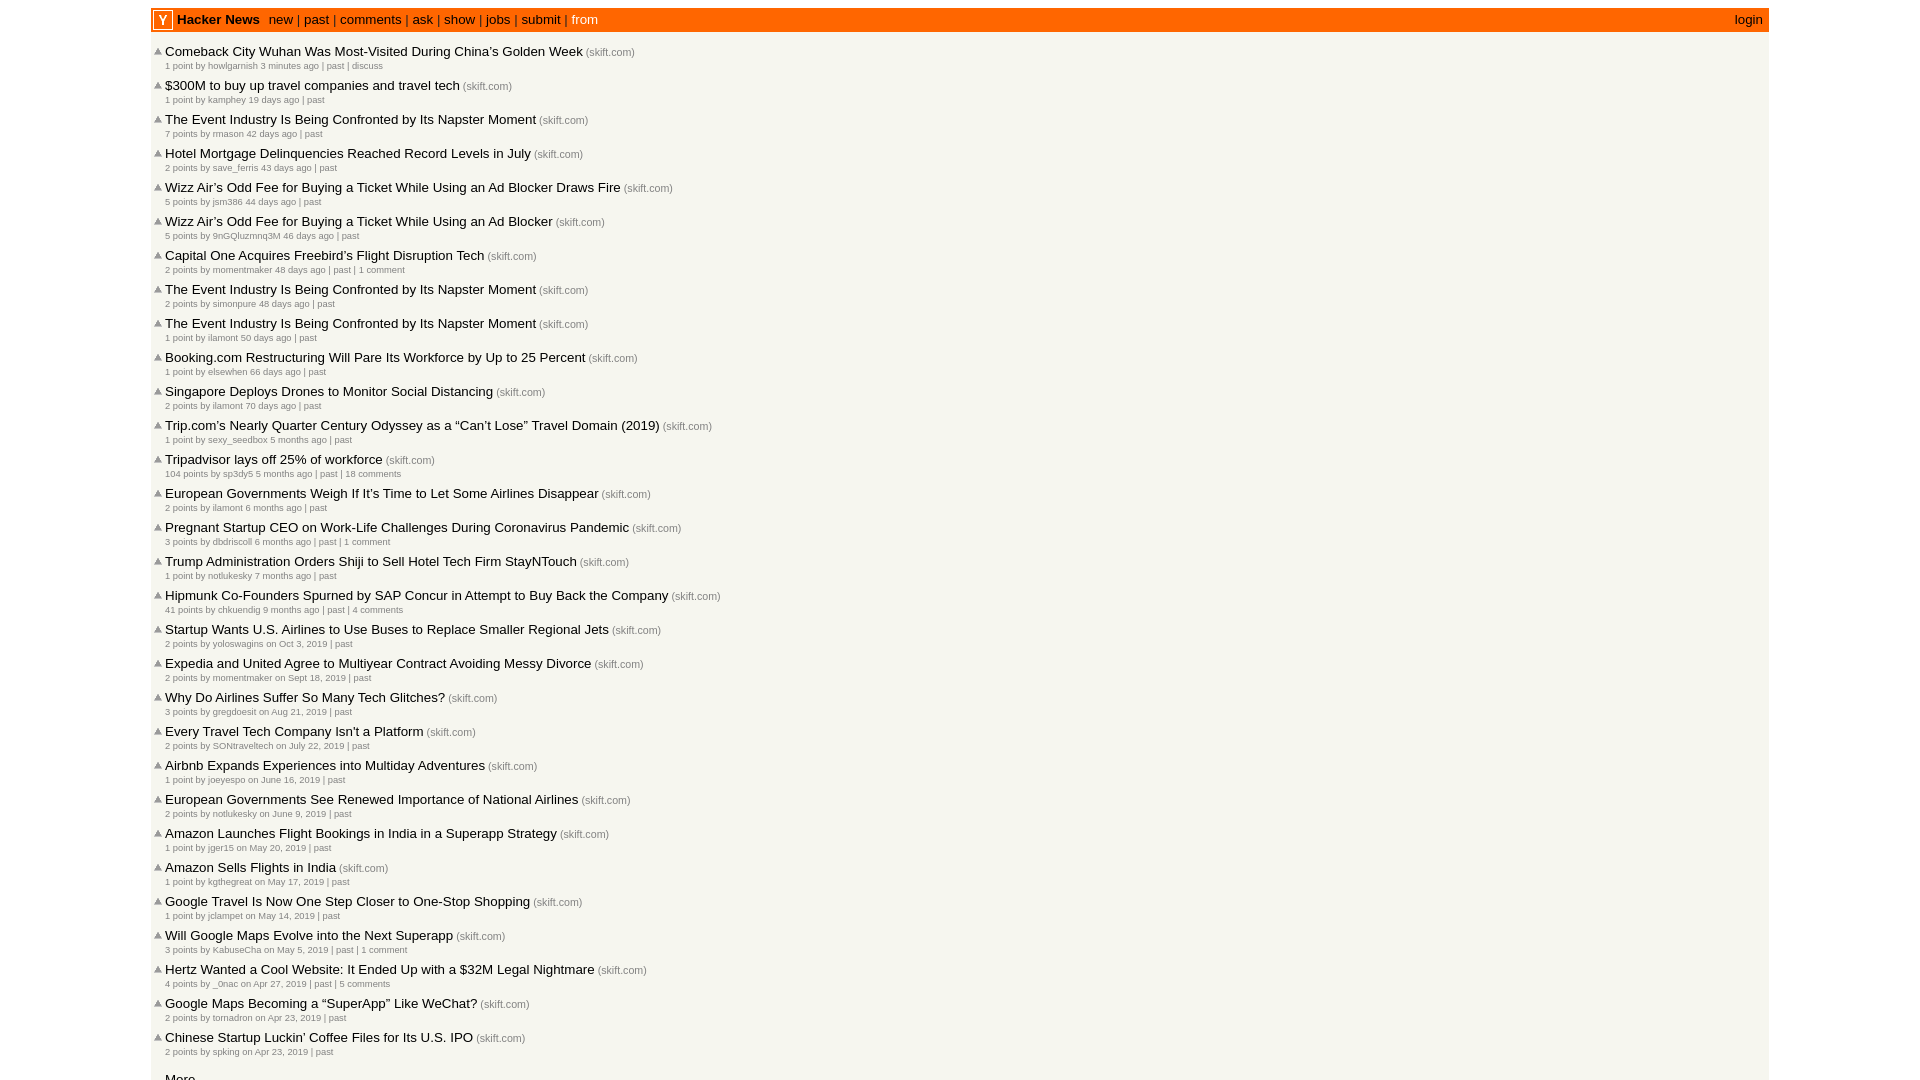 Y Hacker News new | past | comments | ask | show | jobs | submit | from login
Comeback City Wuhan Was Most-Visited During China’s Golden Week (skift.com)
1 point by howlgarnish 3 minutes ago | past | discuss
$300M to buy up travel companies and travel tech (skift.com)
1 point by kamphey 19 days ago | past
The Event Industry Is Being Confronted by Its Napster Moment (skift.com)
7 points by rmason 42 days ago | past
Hotel Mortgage Delinquencies Reached Record Levels in July (skift.com)
2 points by save_ferris 43 days ago | past
Wizz Air’s Odd Fee for Buying a Ticket While Using an Ad Blocker Draws Fire (skift.com)
5 points by jsm386 44 days ago | past
Wizz Air’s Odd Fee for Buying a Ticket While Using an Ad Blocker (skift.com)
5 points by 9nGQluzmnq3M 46 days ago | past
Capital One Acquires Freebird’s Flight Disruption Tech (skift.com)
2 points by momentmaker 48 days ago | past | 1 comment
The Event Industry Is Being Confronted by Its Napster Moment (skift.com)
2 points by simonpure 48 days ago | past
The Event Industry Is Being Confronted by Its Napster Moment (skift.com)
1 point by ilamont 50 days ago | past
Booking.com Restructuring Will Pare Its Workforce by Up to 25 Percent (skift.com)
1 point by elsewhen 66 days ago | past
Singapore Deploys Drones to Monitor Social Distancing (skift.com)
2 points by ilamont 70 days ago | past
Trip.com’s Nearly Quarter Century Odyssey as a “Can’t Lose” Travel Domain (2019) (skift.com)
1 point by sexy_seedbox 5 months ago | past
Tripadvisor lays off 25% of workforce (skift.com)
104 points by sp3dy5 5 months ago | past | 18 comments
European Governments Weigh If It’s Time to Let Some Airlines Disappear (skift.com)
2 points by ilamont 6 months ago | past
Pregnant Startup CEO on Work-Life Challenges During Coronavirus Pandemic (skift.com)
3 points by dbdriscoll 6 months ago | past | 1 comment
Trump Administration Orders Shiji to Sell Hotel Tech Firm StayNTouch (skift.com)
1 point by notlukesky 7 months ago | past
Hipmunk Co-Founders Spurned by SAP Concur in Attempt to Buy Back the Company (skift.com)
41 points by chkuendig 9 months ago | past | 4 comments
Startup Wants U.S. Airlines to Use Buses to Replace Smaller Regional Jets (skift.com)
2 points by yoloswagins on Oct 3, 2019 | past
Expedia and United Agree to Multiyear Contract Avoiding Messy Divorce (skift.com)
2 points by momentmaker on Sept 18, 2019 | past
Why Do Airlines Suffer So Many Tech Glitches? (skift.com)
3 points by gregdoesit on Aug 21, 2019 | past
Every Travel Tech Company Isn't a Platform (skift.com)
2 points by SONtraveltech on July 22, 2019 | past
Airbnb Expands Experiences into Multiday Adventures (skift.com)
1 point by joeyespo on June 16, 2019 | past
European Governments See Renewed Importance of National Airlines (skift.com)
2 points by notlukesky on June 9, 2019 | past
Amazon Launches Flight Bookings in India in a Superapp Strategy (skift.com)
1 point by jger15 on May 20, 2019 | past
Amazon Sells Flights in India (skift.com)
1 point by kgthegreat on May 17, 2019 | past
Google Travel Is Now One Step Closer to One-Stop Shopping (skift.com)
1 point by jclampet on May 14, 2019 | past
Will Google Maps Evolve into the Next Superapp (skift.com)
3 points by KabuseCha on May 5, 2019 | past | 1 comment
Hertz Wanted a Cool Website: It Ended Up with a $32M Legal Nightmare (skift.com)
4 points by _0nac on Apr 27, 2019 | past | 5 comments
Google Maps Becoming a “SuperApp” Like WeChat? (skift.com)
2 points by tornadron on Apr 23, 2019 | past
Chinese Startup Luckin’ Coffee Files for Its U.S. IPO (skift.com)
2 points by spking on Apr 23, 2019 | past
More